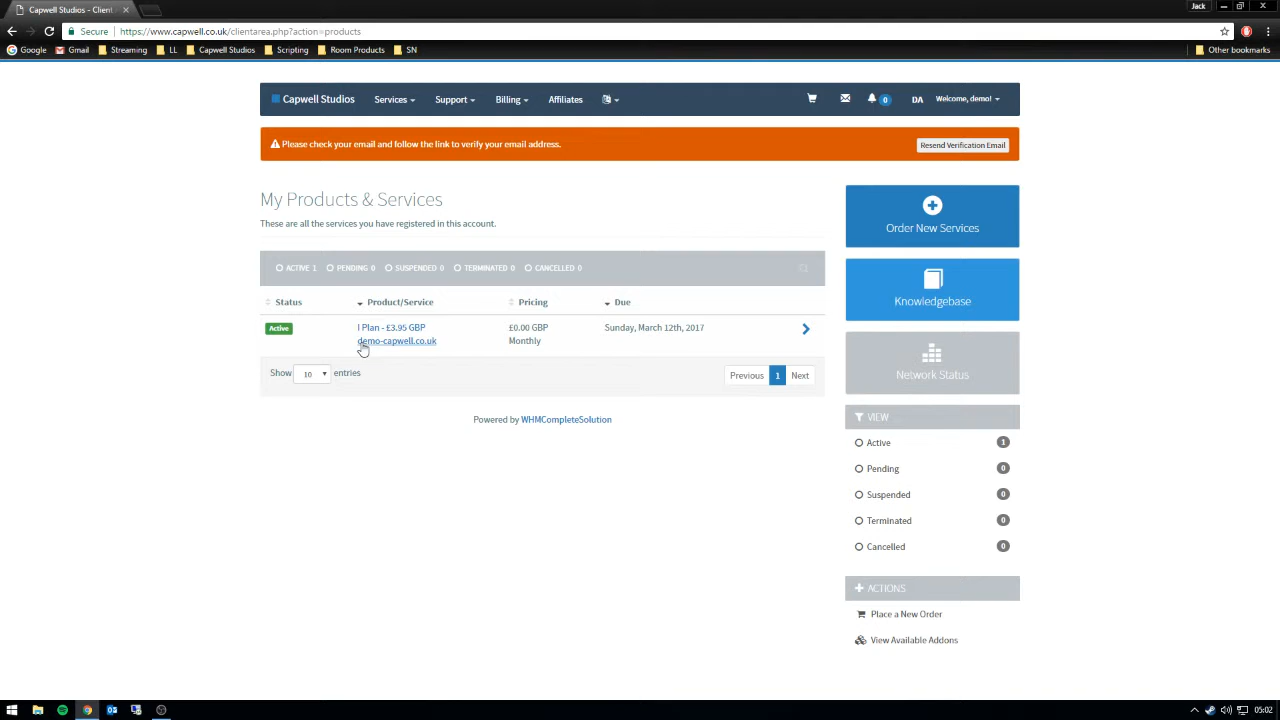 Capwell Studios - Client
Jack
Secure https://www.capwell.co.uk/clientarea.php?action=products
Google Gmail Streaming LL Capwell Studios Scripting Room Products SN Other bookmarks
Capwell Studios Services Support Billing Affiliates 0 DA Welcome, demo!
Please check your email and follow the link to verify your email address. Resend Verification Email
My Products & Services
These are all the services you have registered in this account.
ACTIVE 1 PENDING 0 SUSPENDED 0 TERMINATED 0 CANCELLED 0
Status Product/Service Pricing Due
Active I Plan - £3.95 GBP £0.00 GBP Sunday, March 12th, 2017
demo-capwell.co.uk Monthly
Show 10 entries Previous 1 Next
Powered by WHMCompleteSolution
Order New Services
Knowledgebase
Network Status
VIEW
Active 1
Pending 0
Suspended 0
Terminated 0
Cancelled 0
ACTIONS
Place a New Order
View Available Addons
05:02